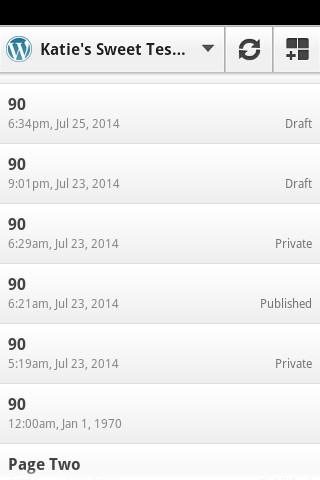 Katie's Sweet Tes...
90
6:34pm, Jul 25, 2014 Draft
90
9:01pm, Jul 23, 2014 Draft
90
6:29am, Jul 23, 2014 Private
90
6:21am, Jul 23, 2014 Published
90
5:19am, Jul 23, 2014 Private
90
12:00am, Jan 1, 1970
Page Two